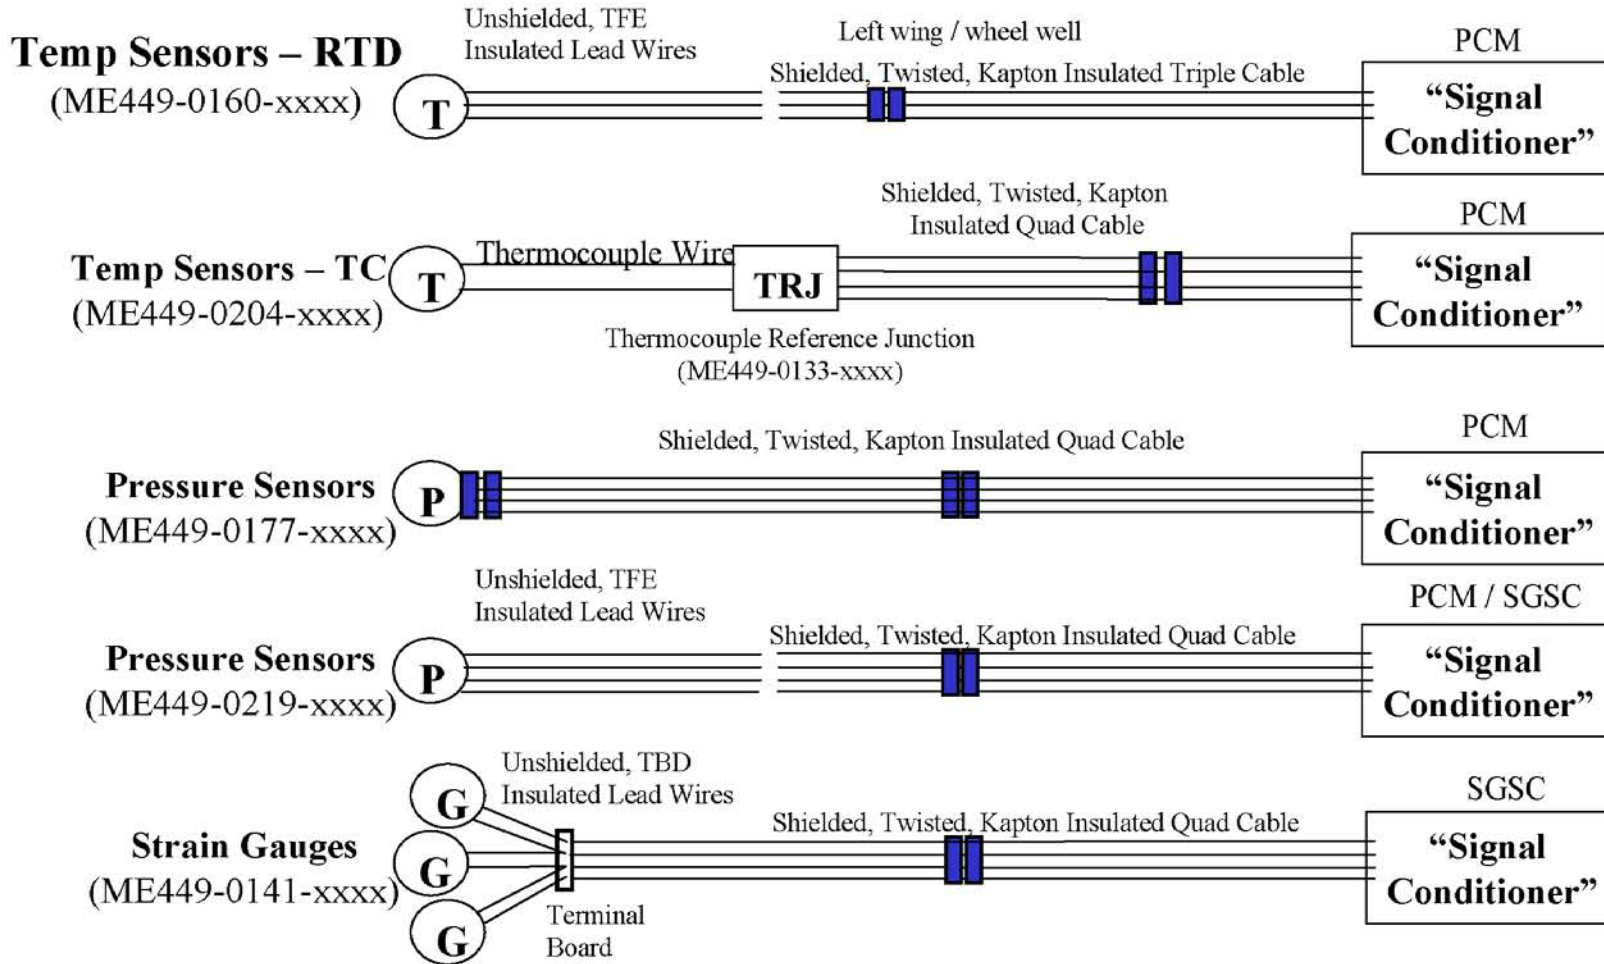 Unshielded, TFE
Insulated Lead Wires
Left wing / wheel well
PCM
Temp Sensors – RTD
(ME449-0160-xxxx)
Shielded, Twisted, Kapton Insulated Triple Cable
T
“Signal
Conditioner”
Shielded, Twisted, Kapton
Insulated Quad Cable
PCM
Temp Sensors – TC
(ME449-0204-xxxx)
T
Thermocouple Wire
TRJ
“Signal
Conditioner”
Thermocouple Reference Junction
(ME449-0133-xxxx)
Shielded, Twisted, Kapton Insulated Quad Cable
PCM
Pressure Sensors
(ME449-0177-xxxx)
P
“Signal
Conditioner”
Unshielded, TFE
Insulated Lead Wires
PCM / SGSC
Shielded, Twisted, Kapton Insulated Quad Cable
Pressure Sensors
(ME449-0219-xxxx)
P
“Signal
Conditioner”
Unshielded, TBD
Insulated Lead Wires
SGSC
G
Shielded, Twisted, Kapton Insulated Quad Cable
Strain Gauges
(ME449-0141-xxxx)
G
“Signal
Conditioner”
G
Terminal
Board